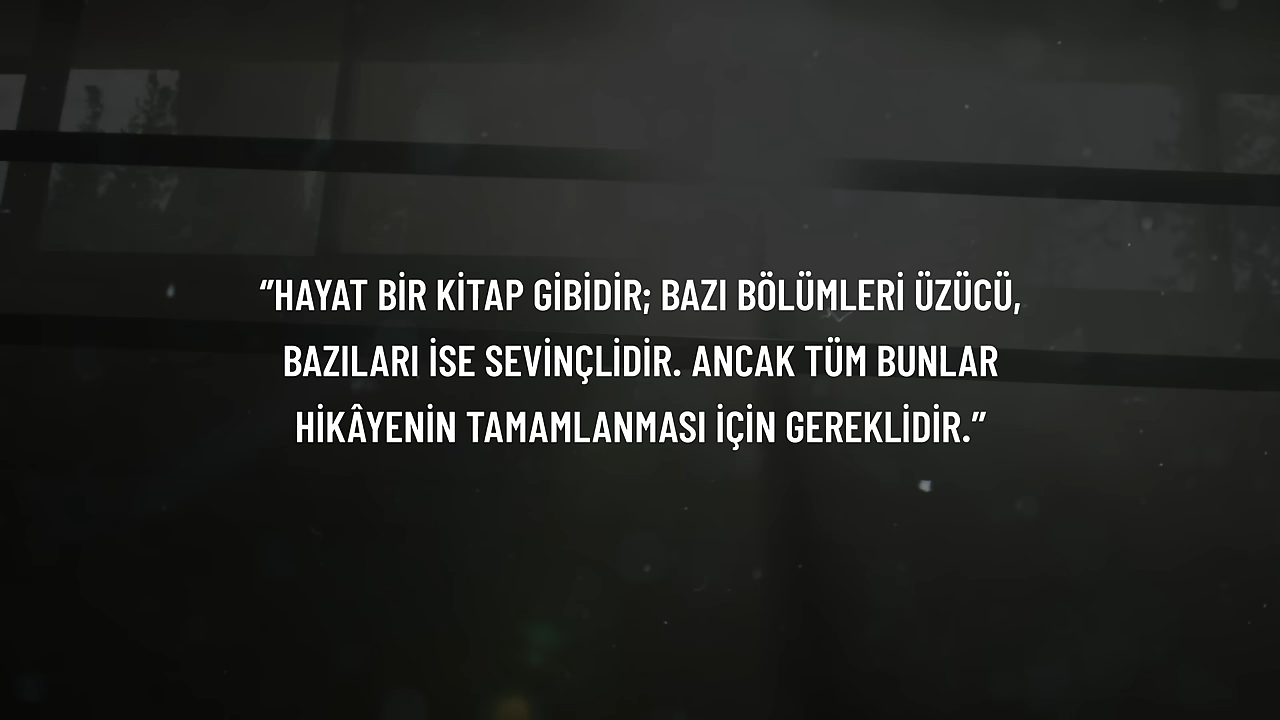 "HAYAT BİR KİTAP GİBİDİR; BAZI BÖLÜMLERİ ÜZÜCÜ,
BAZILARI İSE SEVİNÇLİDİR. ANCAK TÜM BUNLAR
HİKÂYENİN TAMAMLANMASI İÇİN GEREKLİDİR."